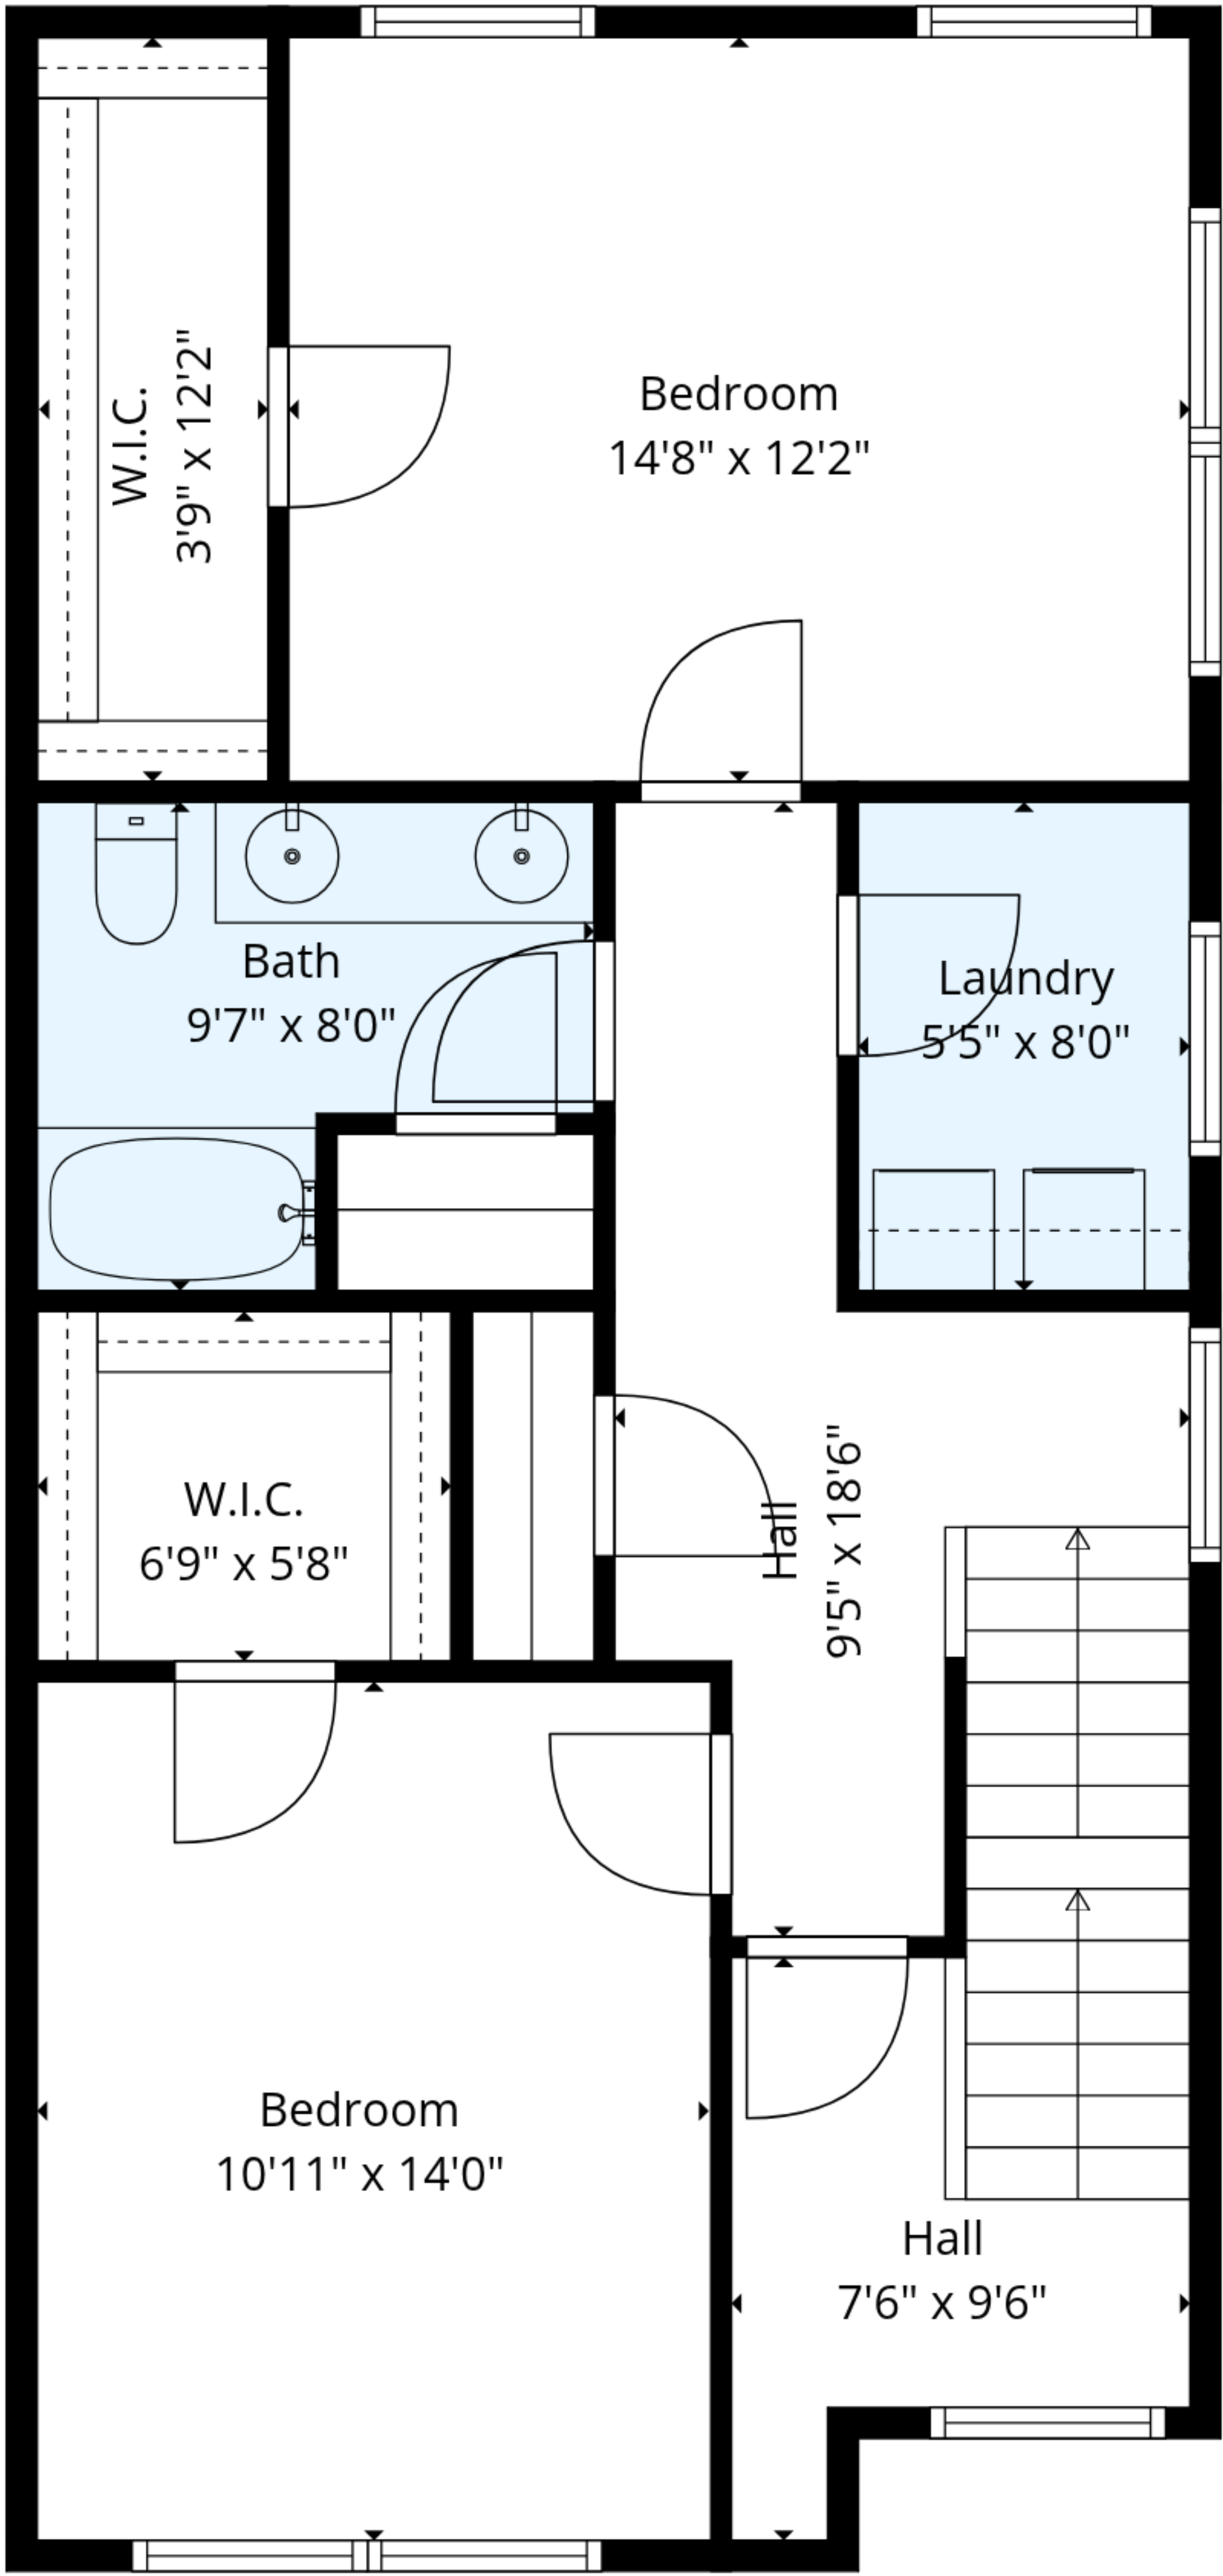 W.I.C.
3'9" x 12'2"
Bedroom
14'8" x 12'2"
Bath
9'7" x 8'0"
Laundry
5'5" x 8'0"
W.I.C.
6'9" x 5'8"
Hall
9'5" x 18'6"
Bedroom
10'11" x 14'0"
Hall
7'6" x 9'6"